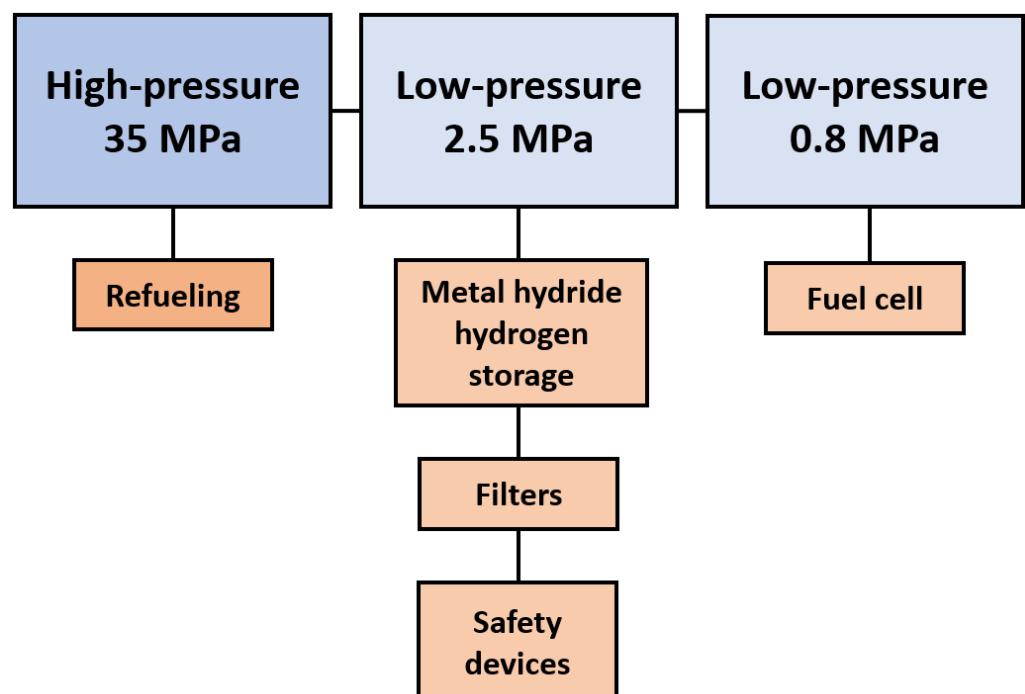 High-pressure
35 MPa
Low-pressure
2.5 MPa
Low-pressure
0.8 MPa
Refueling
Metal hydride
hydrogen
storage
Fuel cell
Filters
Safety
devices